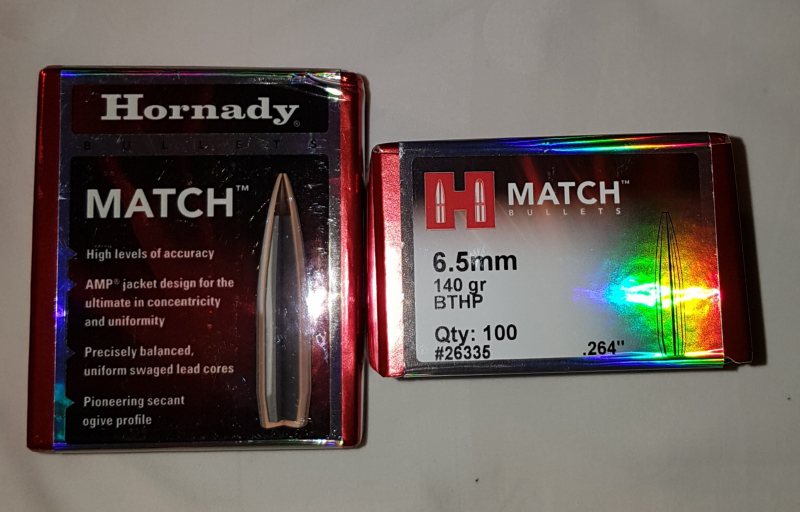 Hornady®
BULLETS
MATCH™
High levels of accuracy
AMP® jacket design for the
ultimate in concentricity
and uniformity
Precisely balanced,
uniform swaged lead cores
Pioneering secant
ogive profile
H MATCH™
BULLETS
6.5mm
140 gr
BTHP
Qty: 100
#26335
.264"